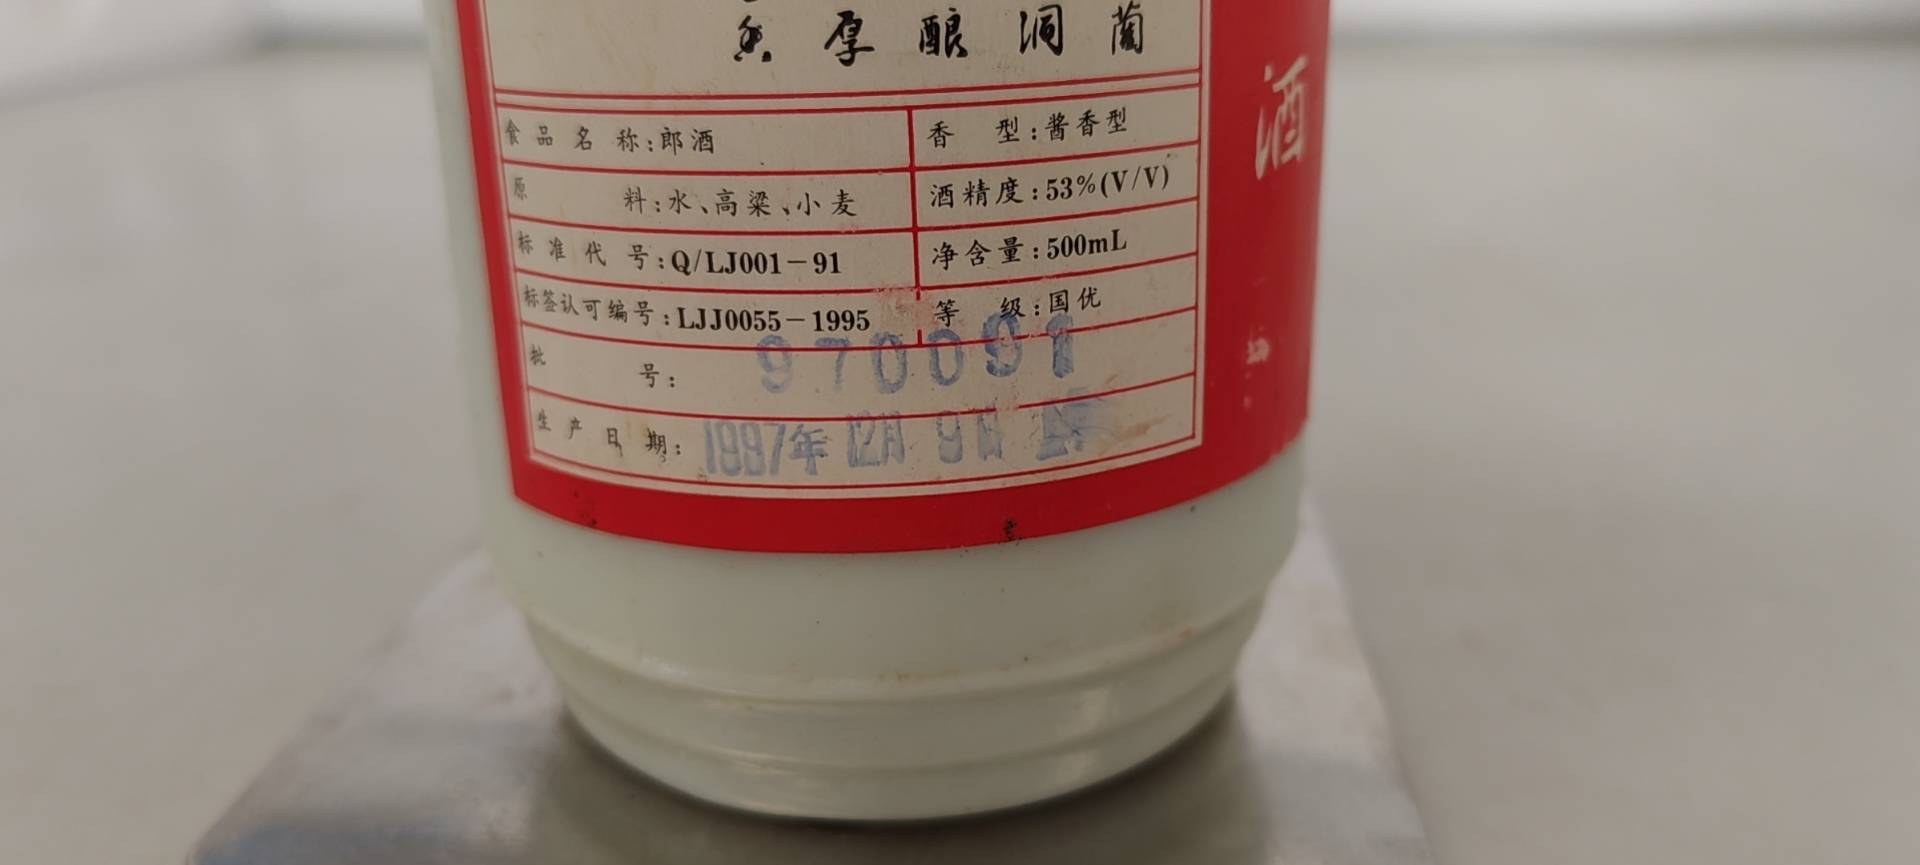 厚 酿 洞 蔺
酒
食品名称:郎酒 香 型:酱香型
原 料:水、高粱、小麦 酒精度:53%(V/V)
标准代号:Q/LJ001-91 净含量:500mL
标签认可编号:LJJ0055-1995 等 级:国优
批 号: 970091
生产日期: 1997年 12月 9日